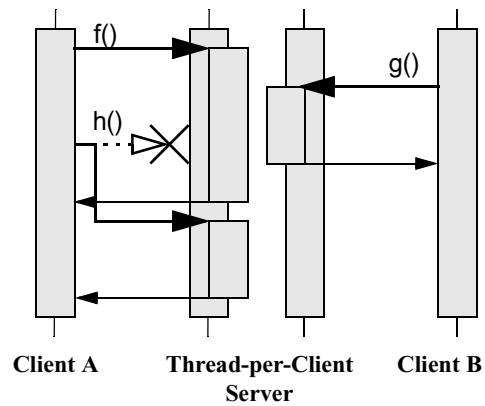 f()
g()
h()
Client A
Thread-per-Client
Server
Client B